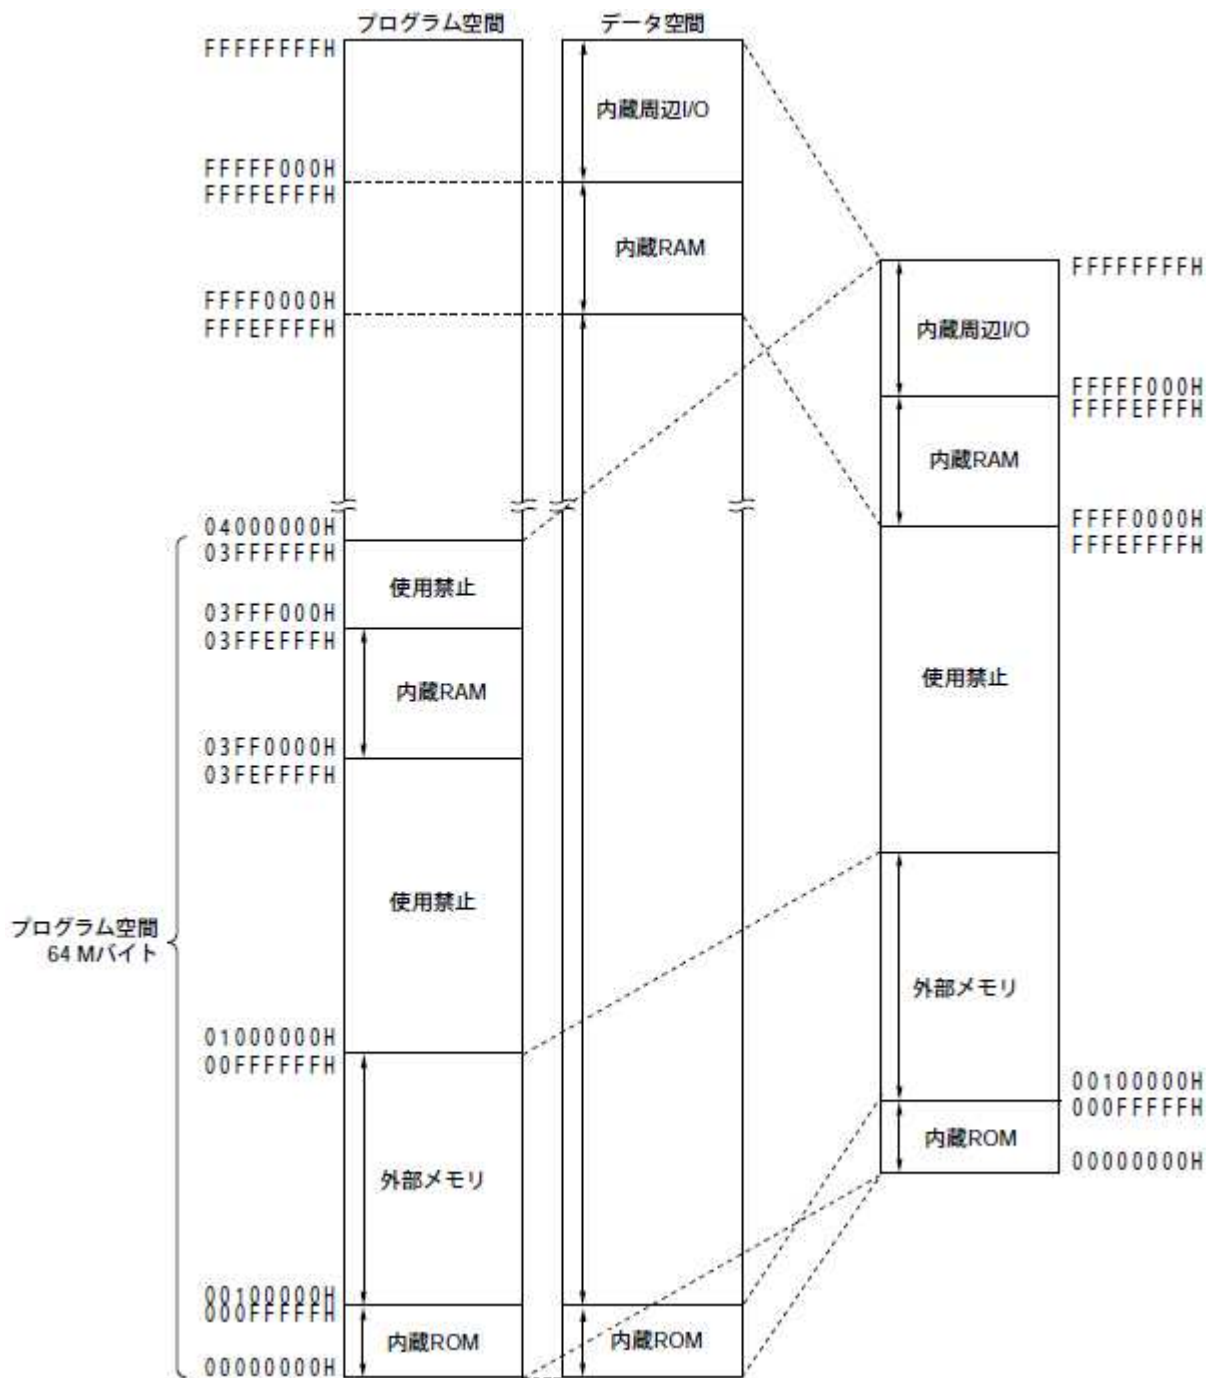 プログラム空間
データ空間
FFFFFFFFH
内蔵周辺I/O
FFFFF000H
FFFFEFFFH
内蔵RAM
FFFF0000H
FFFEFFFFH
04000000H
03FFFFFFH
使用禁止
03FFF000H
03FFEFFFH
内蔵RAM
03FF0000H
03FEFFFFH
使用禁止
プログラム空間
64 Mバイト
01000000H
00FFFFFFH
外部メモリ
00100000H
000FFFFFH
内蔵ROM
内蔵ROM
00000000H
FFFFFFFFH
内蔵周辺I/O
FFFFF000H
FFFFEFFFH
内蔵RAM
FFFF0000H
FFFEFFFFH
使用禁止
外部メモリ
00100000H
000FFFFFH
内蔵ROM
00000000H